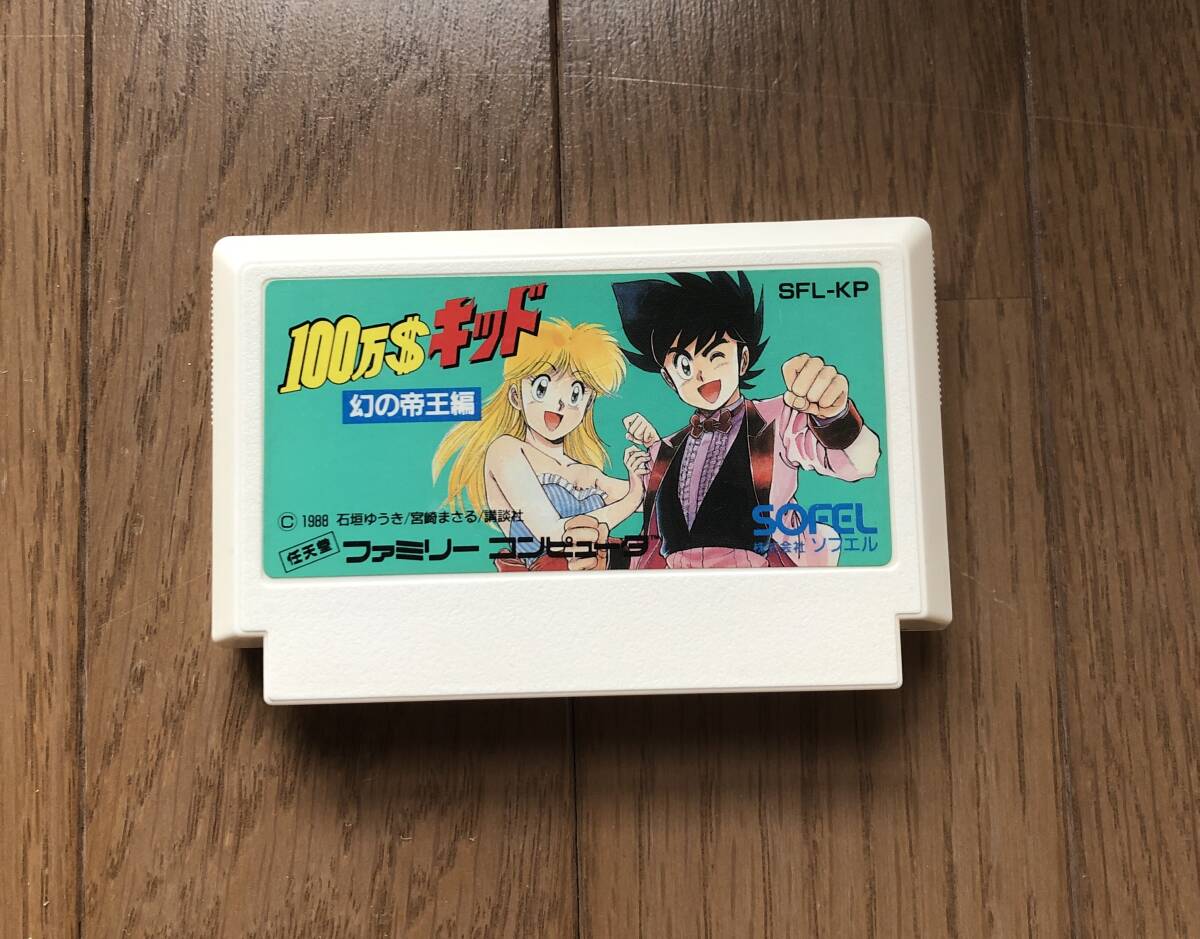 SFL-KP
100万$キッド
幻の帝王編
© 1988 石垣ゆうき/宮崎まさる/講談社
任天堂 ファミリー コンピュータ™
SOFEL
株式会社 ソフエル